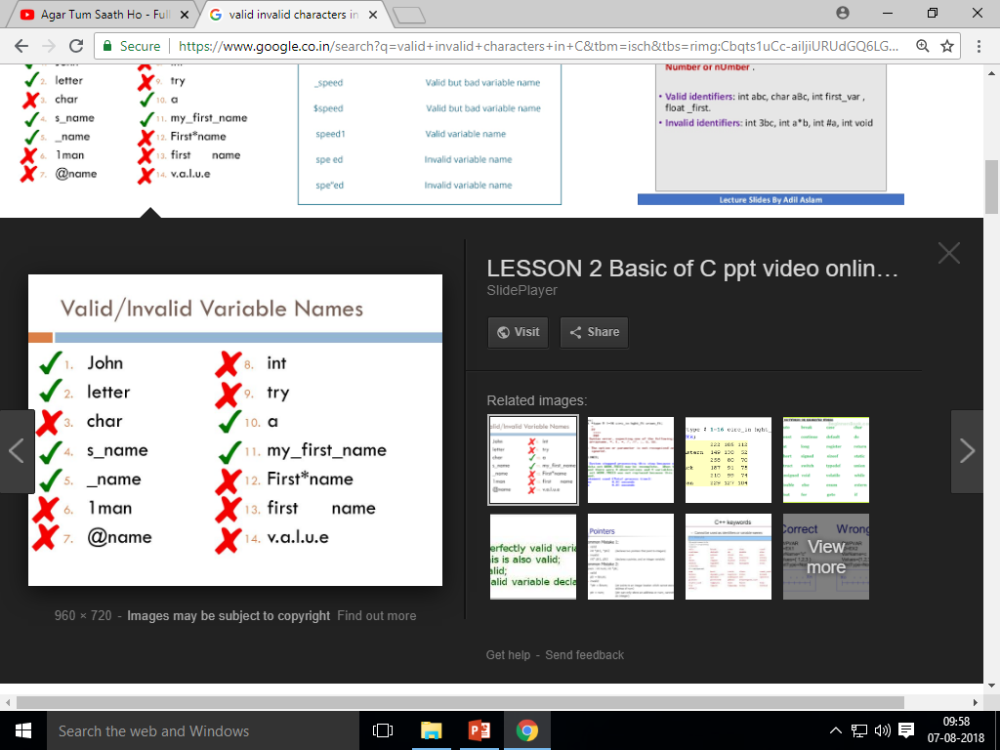 Agar Tum Saath Ho - Full
valid invalid characters in
Secure
https://www.google.co.in/search?q=valid+invalid+characters+in+C&tbm=isch&tbs=rimg:Cbqts1uCc-ailjiURUdGQ6LG...
2. letter
3. char
4. s_name
5. _name
6. 1man
7. @name
9. try
10. a
11. my_first_name
12. First*name
13. first name
14. v.a.l.u.e
_speed Valid but bad variable name
$speed Valid but bad variable name
speed1 Valid variable name
spe ed Invalid variable name
spe"ed Invalid variable name
Number or nUmber .
• Valid identifiers: int abc, char aBc, int first_var ,
float _first.
• Invalid identifiers: int 3bc, int a*b, int #a, int void
Lecture Slides By Adil Aslam
Valid/Invalid Variable Names
1. John
2. letter
3. char
4. s_name
5. _name
6. 1man
7. @name
8. int
9. try
10. a
11. my_first_name
12. First*name
13. first name
14. v.a.l.u.e
960 × 720 - Images may be subject to copyright Find out more
LESSON 2 Basic of C ppt video onlin...
SlidePlayer
Visit
Share
Related images:
Pointers
C++ keywords
Correct Wrong
View
more
Get help - Send feedback
Search the web and Windows
09:58
07-08-2018